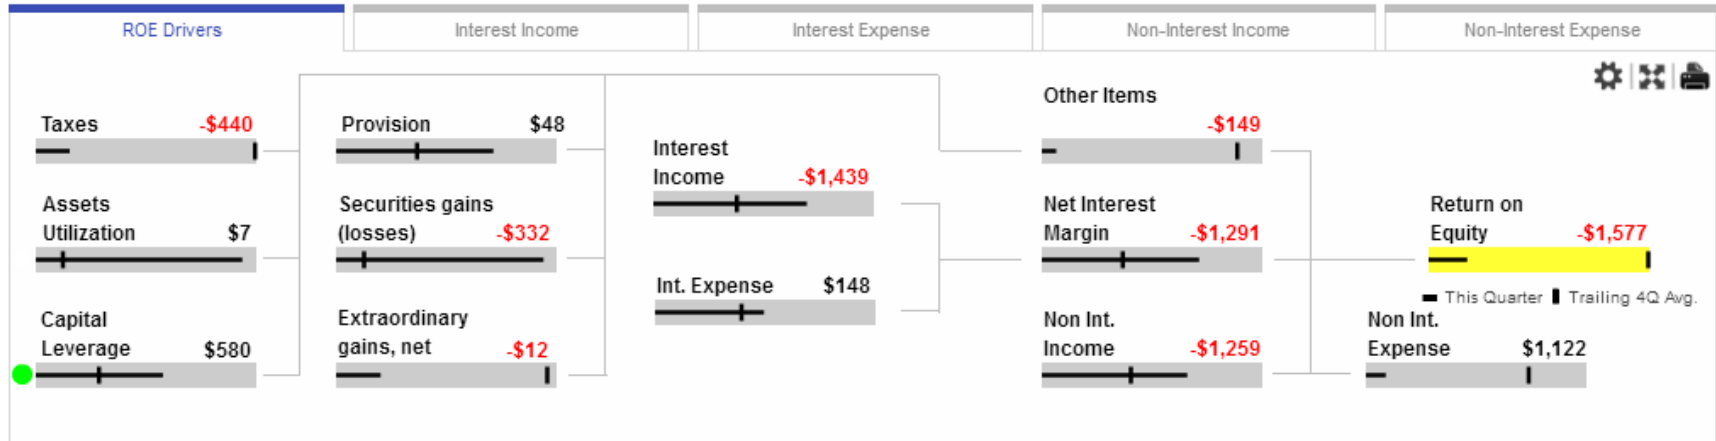 ROE Drivers
Interest Income
Interest Expense
Non-Interest Income
Non-Interest Expense
Taxes -$440
Assets
Utilization $7
Capital
Leverage $580
Provision $48
Securities gains
(losses) -$332
Extraordinary
gains, net -$12
Interest
Income -$1,439
Int. Expense $148
Other Items
-$149
Net Interest
Margin -$1,291
Non Int.
Income -$1,259
Return on
Equity -$1,577
This Quarter Trailing 4Q Avg.
Non Int.
Expense $1,122